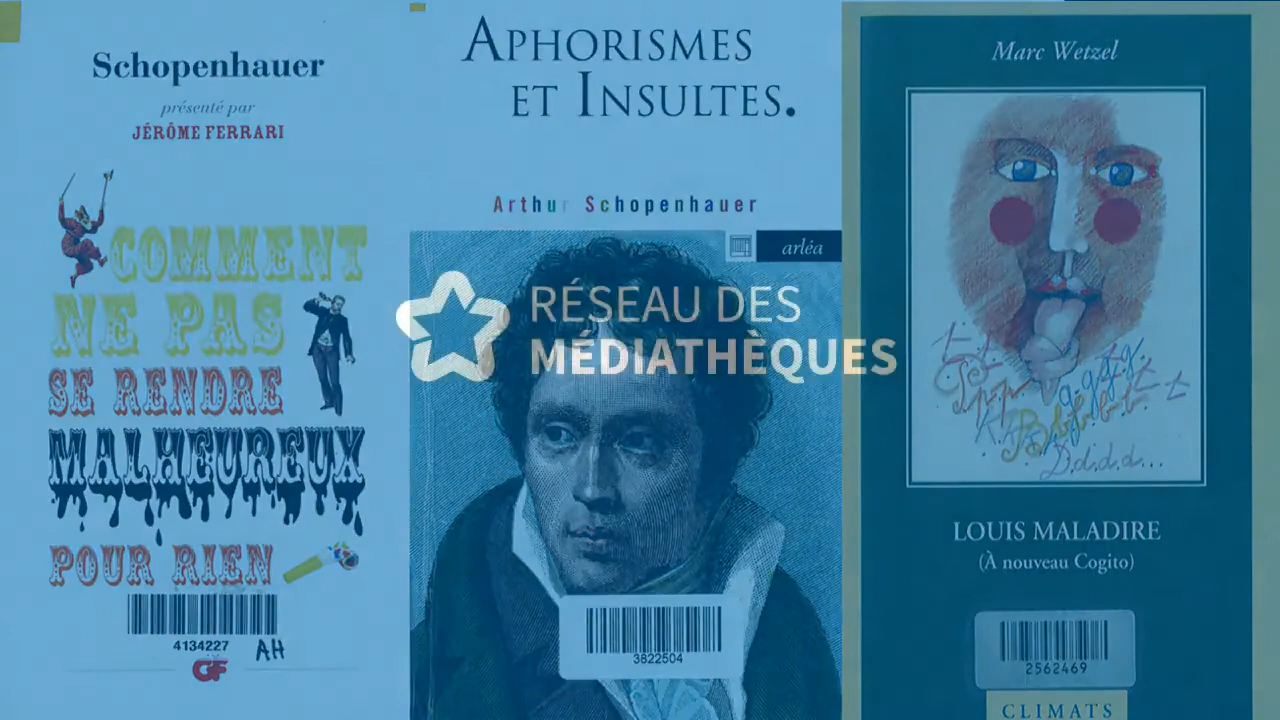 Schopenhauer
présenté par
JÉRÔME FERRARI
COMMENT
NE PAS
SE RENDRE
MALHEUREUX
POUR RIEN
4134227
AH
GF
APHORISMES
ET INSULTES.
Arthur Schopenhauer
arléa
RÉSEAU DES
MÉDIATHÈQUES
3822504
Marc Wetzel
D.d.d.d...
LOUIS MALADIRE
(À nouveau Cogito)
2562469
CLIMATS